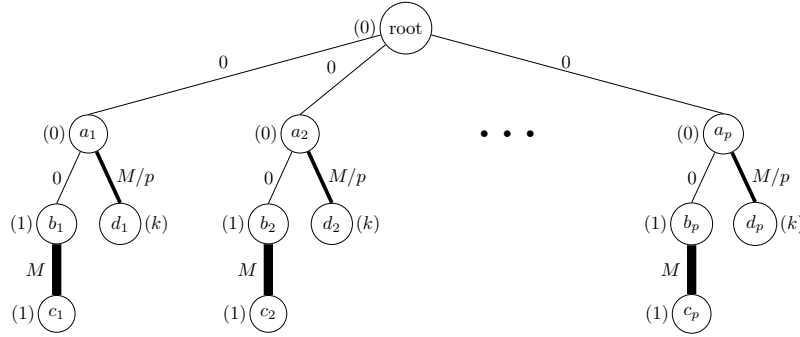 (0) root
0 0 0
(0) a₁ (0) a₂ • • • (0) aₚ
0 M/p 0 M/p 0 M/p
(1) b₁ d₁ (k) (1) b₂ d₂ (k) (1) bₚ dₚ (k)
M M M
(1) c₁ (1) c₂ (1) cₚ